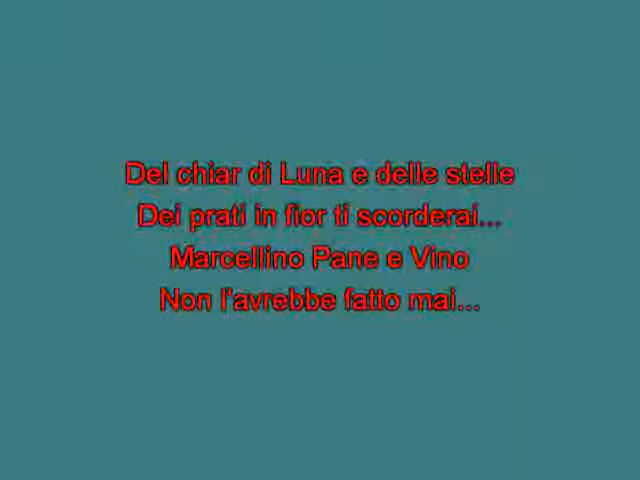 Del chiar di Luna e delle stelle
Dei prati in fior ti scorderai...
Marcellino Pane e Vino
Non l'avrebbe fatto mai...